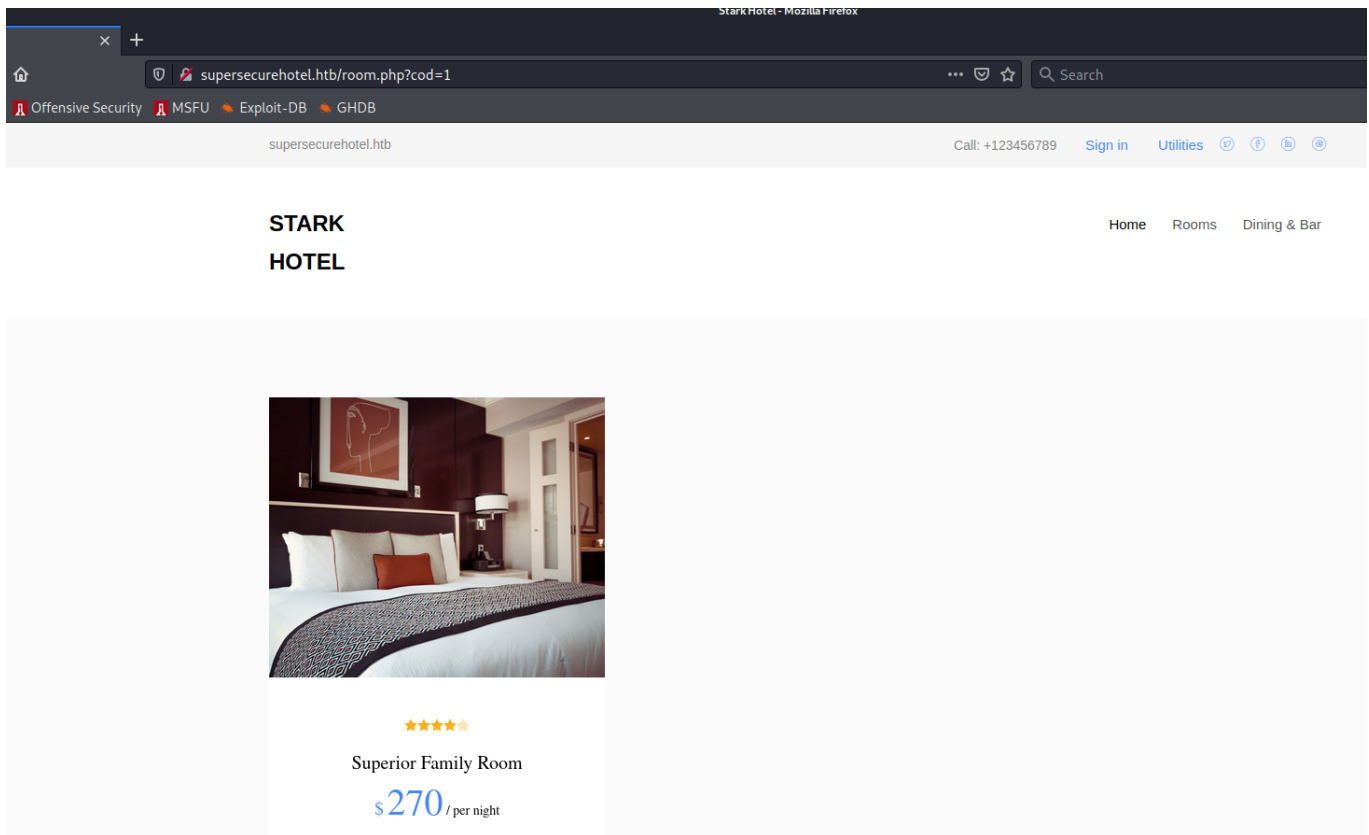 Stark Hotel - Mozilla Firefox
supersecurehotel.htb/room.php?cod=1
Search
Offensive Security MSFU Exploit-DB GHDB
supersecurehotel.htb Call: +123456789 Sign in Utilities
STARK
HOTEL
Home Rooms Dining & Bar
Superior Family Room
$270 / per night